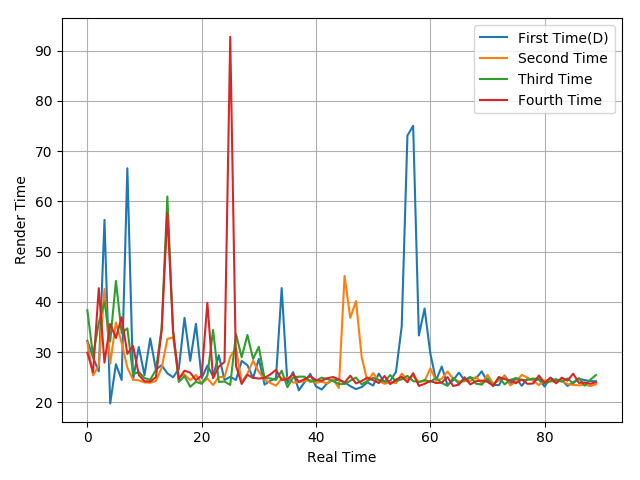 First Time(D)
Second Time
Third Time
Fourth Time
90
80
70
60
50
40
30
20
Render Time
0 20 40 60 80
Real Time